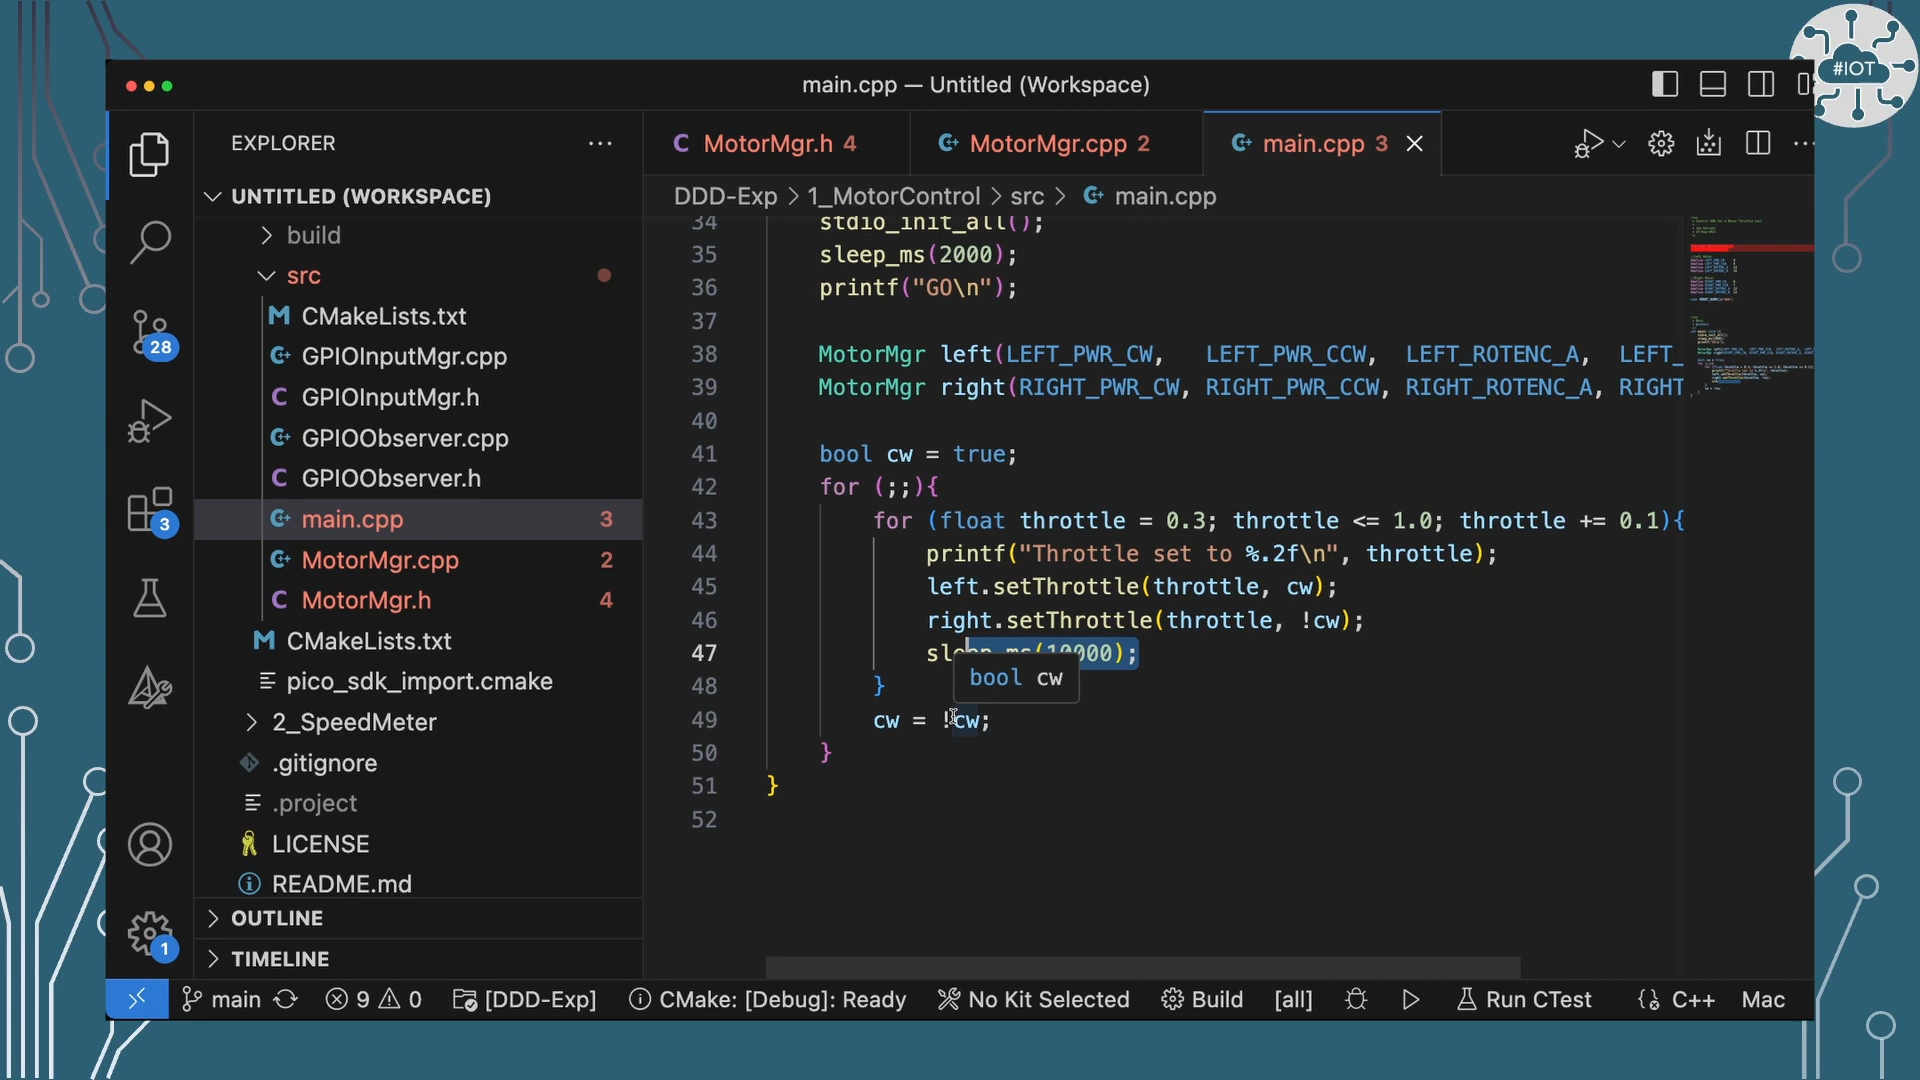 #IOT
main.cpp — Untitled (Workspace)
EXPLORER
MotorMgr.h 4
MotorMgr.cpp 2
main.cpp 3
UNTITLED (WORKSPACE)
DDD-Exp > 1_MotorControl > src > main.cpp
build
src
CMakeLists.txt
GPIOInputMgr.cpp
GPIOInputMgr.h
GPIOObserver.cpp
GPIOObserver.h
main.cpp 3
MotorMgr.cpp 2
MotorMgr.h 4
CMakeLists.txt
pico_sdk_import.cmake
2_SpeedMeter
.gitignore
.project
LICENSE
README.md
OUTLINE
TIMELINE
28
3
1
34 stdio_init_all();
35 sleep_ms(2000);
36 printf("GO\n");
37
38 MotorMgr left(LEFT_PWR_CW, LEFT_PWR_CCW, LEFT_ROTENC_A, LEFT_
39 MotorMgr right(RIGHT_PWR_CW, RIGHT_PWR_CCW, RIGHT_ROTENC_A, RIGHT
40
41 bool cw = true;
42 for (;;){
43 for (float throttle = 0.3; throttle <= 1.0; throttle += 0.1){
44 printf("Throttle set to %.2f\n", throttle);
45 left.setThrottle(throttle, cw);
46 right.setThrottle(throttle, !cw);
47 sleep_ms(10000);
bool cw
48 }
49 cw = !cw;
50 }
51 }
52
main 9 0 [DDD-Exp] CMake: [Debug]: Ready No Kit Selected Build [all] Run CTest C++ Mac